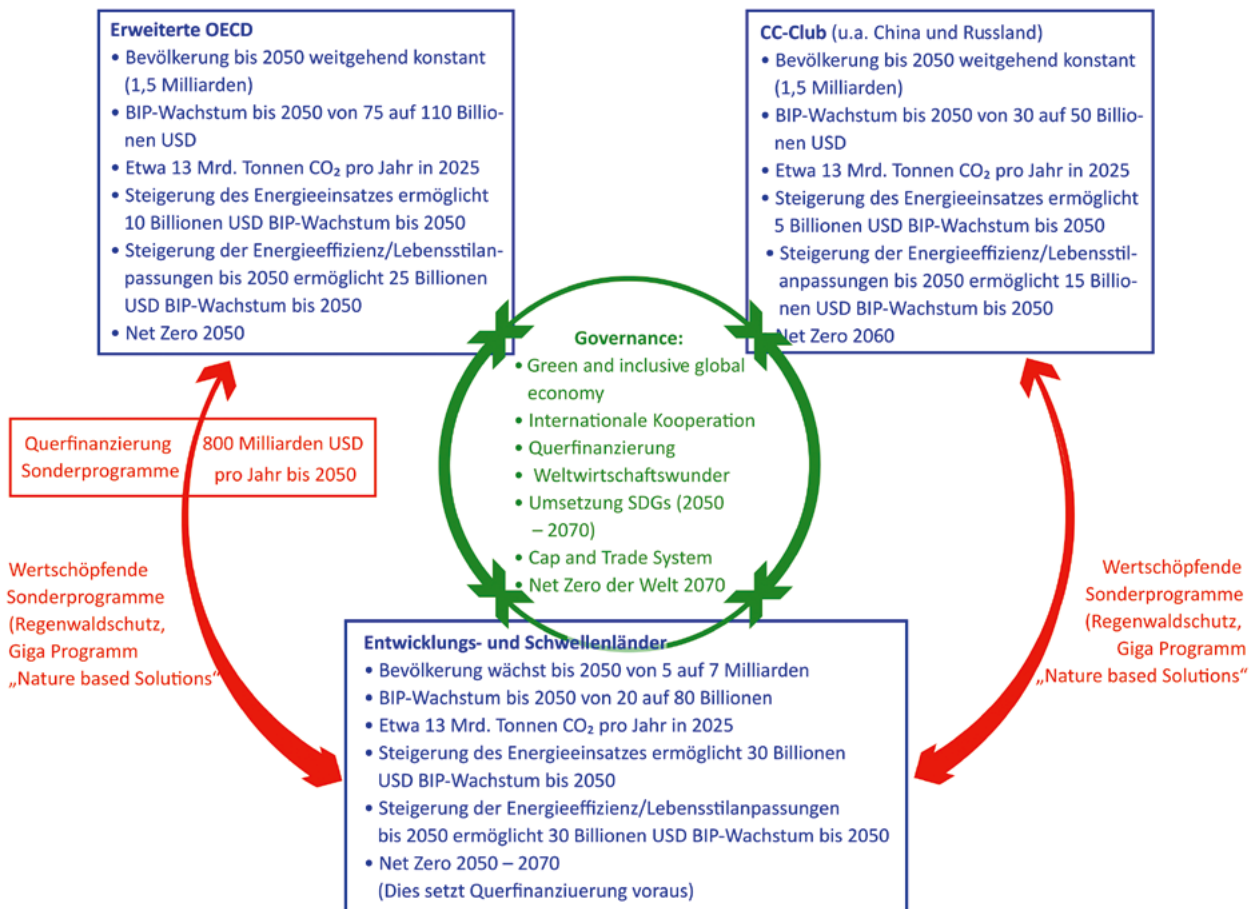 Erweiterte OECD
• Bevölkerung bis 2050 weitgehend konstant
(1,5 Milliarden)
• BIP-Wachstum bis 2050 von 75 auf 110 Billio-
nen USD
• Etwa 13 Mrd. Tonnen CO₂ pro Jahr in 2025
• Steigerung des Energieeinsatzes ermöglicht
10 Billionen USD BIP-Wachstum bis 2050
• Steigerung der Energieeffizienz/Lebensstilan-
passungen bis 2050 ermöglicht 25 Billionen
USD BIP-Wachstum bis 2050
• Net Zero 2050
CC-Club (u.a. China und Russland)
• Bevölkerung bis 2050 weitgehend konstant
(1,5 Milliarden)
• BIP-Wachstum bis 2050 von 30 auf 50 Billio-
nen USD
• Etwa 13 Mrd. Tonnen CO₂ pro Jahr in 2025
• Steigerung des Energieeinsatzes ermöglicht
5 Billionen USD BIP-Wachstum bis 2050
• Steigerung der Energieeffizienz/Lebensstil-
anpassungen bis 2050 ermöglicht 15 Billio-
nen USD BIP-Wachstum bis 2050
Net Zero 2060
Governance:
• Green and inclusive global
economy
• Internationale Kooperation
• Querfinanzierung
• Weltwirtschaftswunder
• Umsetzung SDGs (2050
– 2070)
• Cap and Trade System
• Net Zero der Welt 2070
Querfinanzierung
Sonderprogramme
800 Milliarden USD
pro Jahr bis 2050
Wertschöpfende
Sonderprogramme
(Regenwaldschutz,
Giga Programm
„Nature based Solutions“
Wertschöpfende
Sonderprogramme
(Regenwaldschutz,
Giga Programm
„Nature based Solutions“
Entwicklungs- und Schwellenländer
• Bevölkerung wächst bis 2050 von 5 auf 7 Milliarden
• BIP-Wachstum bis 2050 von 20 auf 80 Billionen
• Etwa 13 Mrd. Tonnen CO₂ pro Jahr in 2025
• Steigerung des Energieeinsatzes ermöglicht 30 Billionen
USD BIP-Wachstum bis 2050
• Steigerung der Energieeffizienz/Lebensstilanpassungen
bis 2050 ermöglicht 30 Billionen USD BIP-Wachstum bis 2050
• Net Zero 2050 – 2070
(Dies setzt Querfinanziuerung voraus)